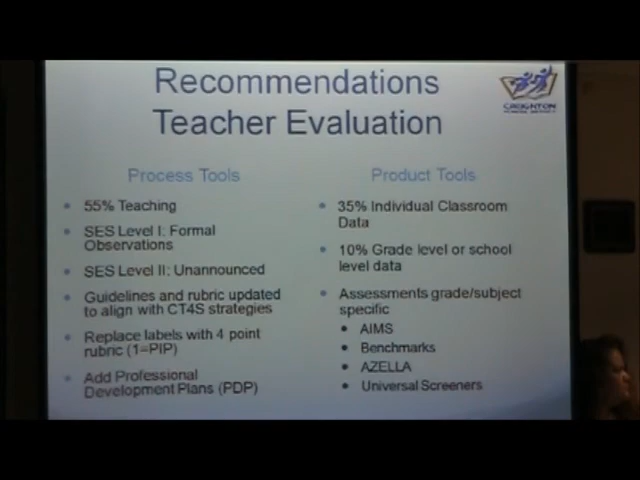 Recommendations
Teacher Evaluation
CREIGHTON
Process Tools
55% Teaching
SES Level I: Formal
Observations
SES Level II: Unannounced
Guidelines and rubric updated
to align with CT4S strategies
Replace labels with 4 point
rubric (1=PIP)
Add Professional
Development Plans (PDP)
Product Tools
35% Individual Classroom
Data
10% Grade level or school
level data
Assessments grade/subject
specific
AIMS
Benchmarks
AZELLA
Universal Screeners